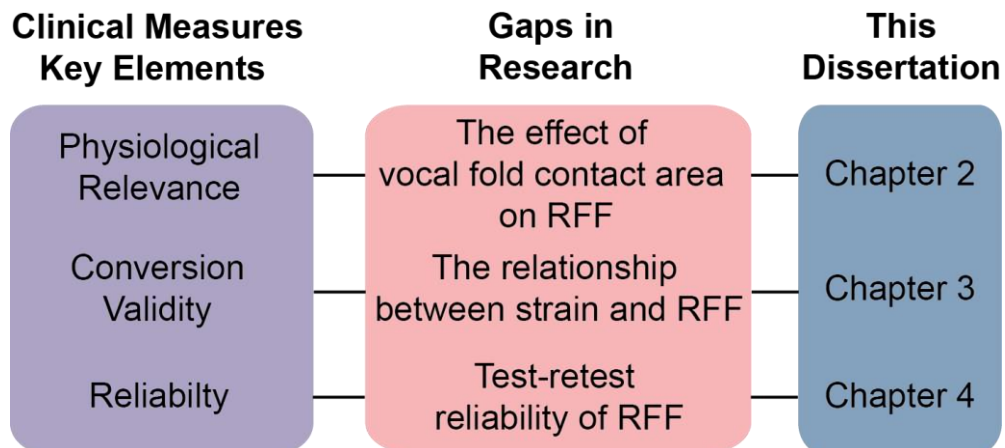 Clinical Measures
Key Elements
Gaps in
Research
This
Dissertation
Physiological
Relevance
The effect of
vocal fold contact area
on RFF
Chapter 2
Conversion
Validity
The relationship
between strain and RFF
Chapter 3
Reliabilty
Test-retest
reliability of RFF
Chapter 4